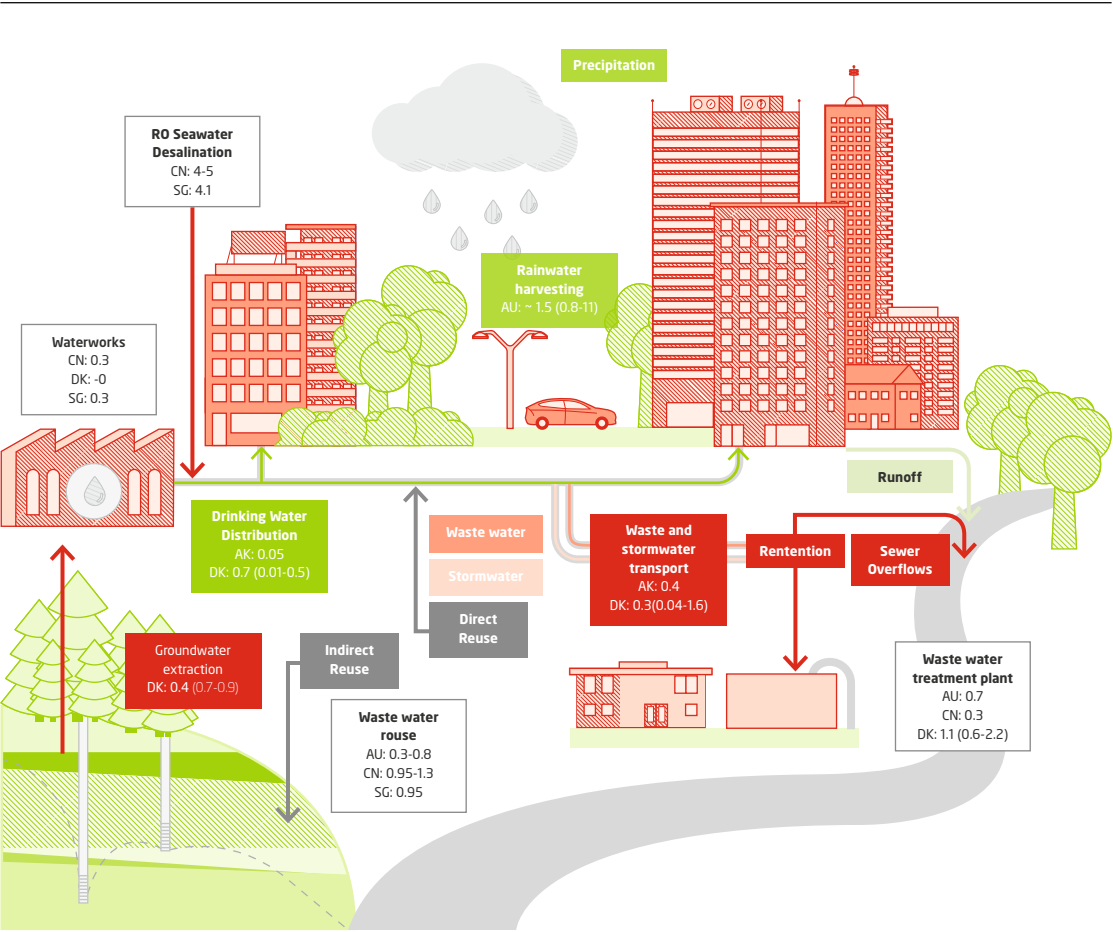 Precipitation
RO Seawater
Desalination
CN: 4-5
SG: 4.1
Rainwater
harvesting
AU: ~ 1.5 (0.8-11)
Waterworks
CN: 0.3
DK: -0
SG: 0.3
Runoff
Drinking Water
Distribution
AK: 0.05
DK: 0.7 (0.01-0.5)
Waste water
Stormwater
Direct
Reuse
Waste and
stormwater
transport
AK: 0.4
DK: 0.3(0.04-1.6)
Rentention
Sewer
Overflows
Groundwater
extraction
DK: 0.4 (0.7-0.9)
Indirect
Reuse
Waste water
rouse
AU: 0.3-0.8
CN: 0.95-1.3
SG: 0.95
Waste water
treatment plant
AU: 0.7
CN: 0.3
DK: 1.1 (0.6-2.2)